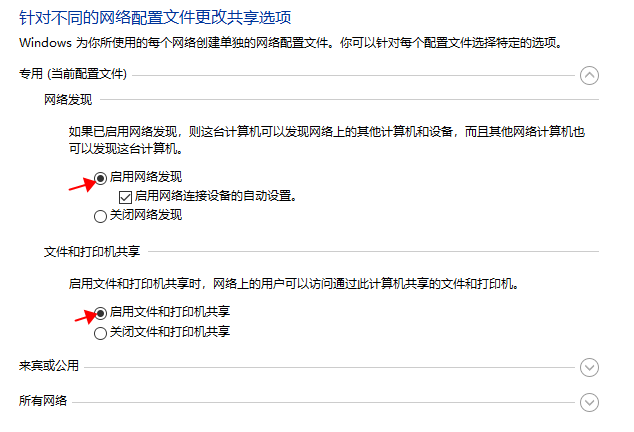 针对不同的网络配置文件更改共享选项
Windows 为你所使用的每个网络创建单独的网络配置文件。你可以针对每个配置文件选择特定的选项。
专用 (当前配置文件)
网络发现
如果已启用网络发现，则这台计算机可以发现网络上的其他计算机和设备，而且其他网络计算机也
可以发现这台计算机。
启用网络发现
启用网络连接设备的自动设置。
关闭网络发现
文件和打印机共享
启用文件和打印机共享时，网络上的用户可以访问通过此计算机共享的文件和打印机。
启用文件和打印机共享
关闭文件和打印机共享
来宾或公用
所有网络